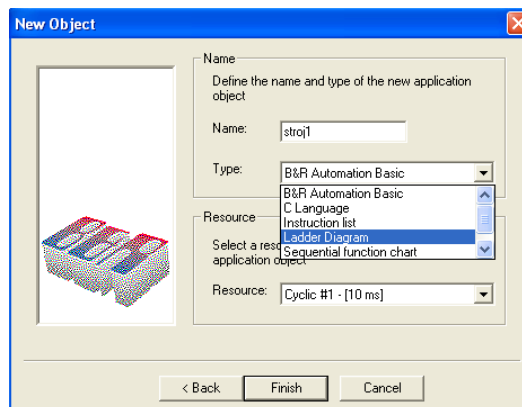 New Object
Name
Define the name and type of the new application
object
Name: stroj1
Type: B&R Automation Basic
B&R Automation Basic
C Language
Instruction list
Ladder Diagram
Sequential function chart
Resource
Select a reso
application object
Resource: Cyclic #1 - [10 ms]
< Back Finish Cancel